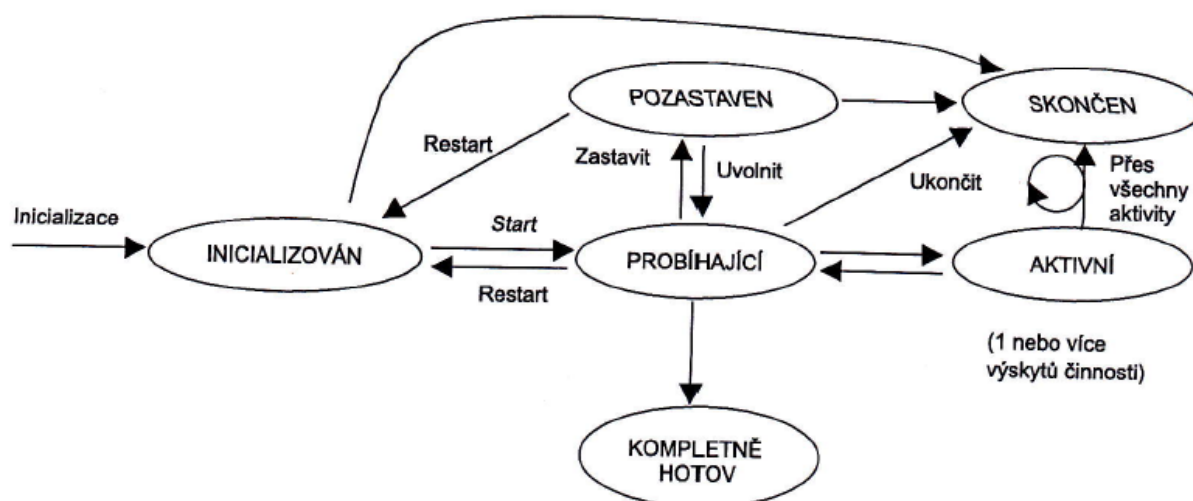 POZASTAVEN
SKONČEN
Restart
Zastavit
Uvolnit
Ukončit
Přes
všechny
aktivity
Inicializace
INICIALIZOVÁN
Start
Restart
PROBÍHAJÍCÍ
AKTIVNÍ
(1 nebo více
výskytů činnosti)
KOMPLETNĚ
HOTOV